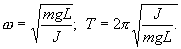 ω = √(mgL/J); T = 2π√(J/mgL).